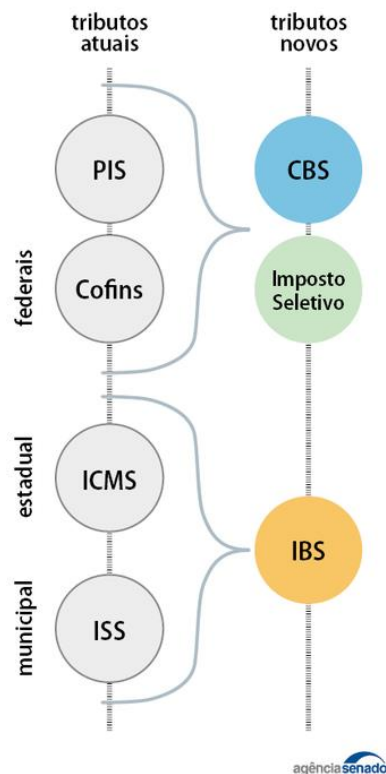 tributos
atuais
tributos
novos
federais
PIS
Cofins
CBS
Imposto
Seletivo
estadual
ICMS
municipal
ISS
IBS
agênciasenado